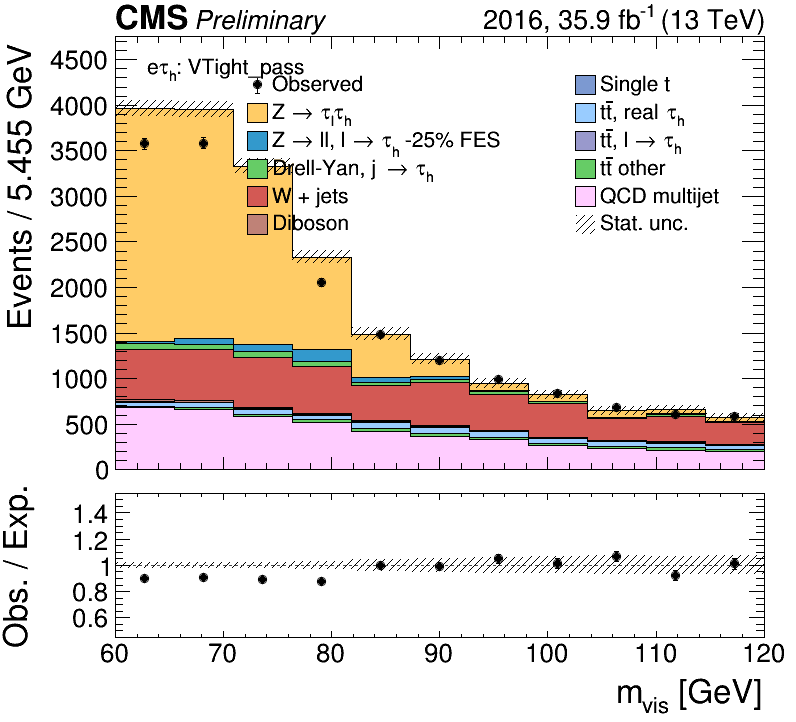 CMS Preliminary 2016, 35.9 fb⁻¹ (13 TeV)
eτₕ: VTight_pass
Observed
Z → τₗτₕ
Z → ll, l → τₕ -25% FES
Drell-Yan, j → τₕ
W + jets
Diboson
Single t
tt̄, real τₕ
tt̄, l → τₕ
tt̄ other
QCD multijet
Stat. unc.
Events / 5.455 GeV
4500
4000
3500
3000
2500
2000
1500
1000
500
0
Obs. / Exp.
1.4
1.2
1
0.8
0.6
60 70 80 90 100 110 120
m_vis [GeV]